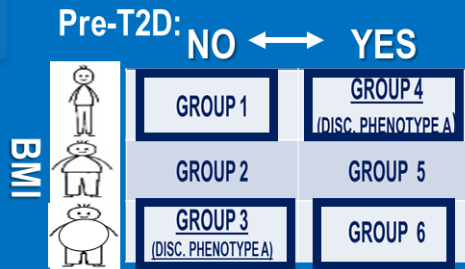 Pre-T2D: NO YES
BMI
GROUP 1
GROUP 4
(DISC. PHENOTYPE A)
GROUP 2
GROUP 5
GROUP 3
(DISC. PHENOTYPE A)
GROUP 6